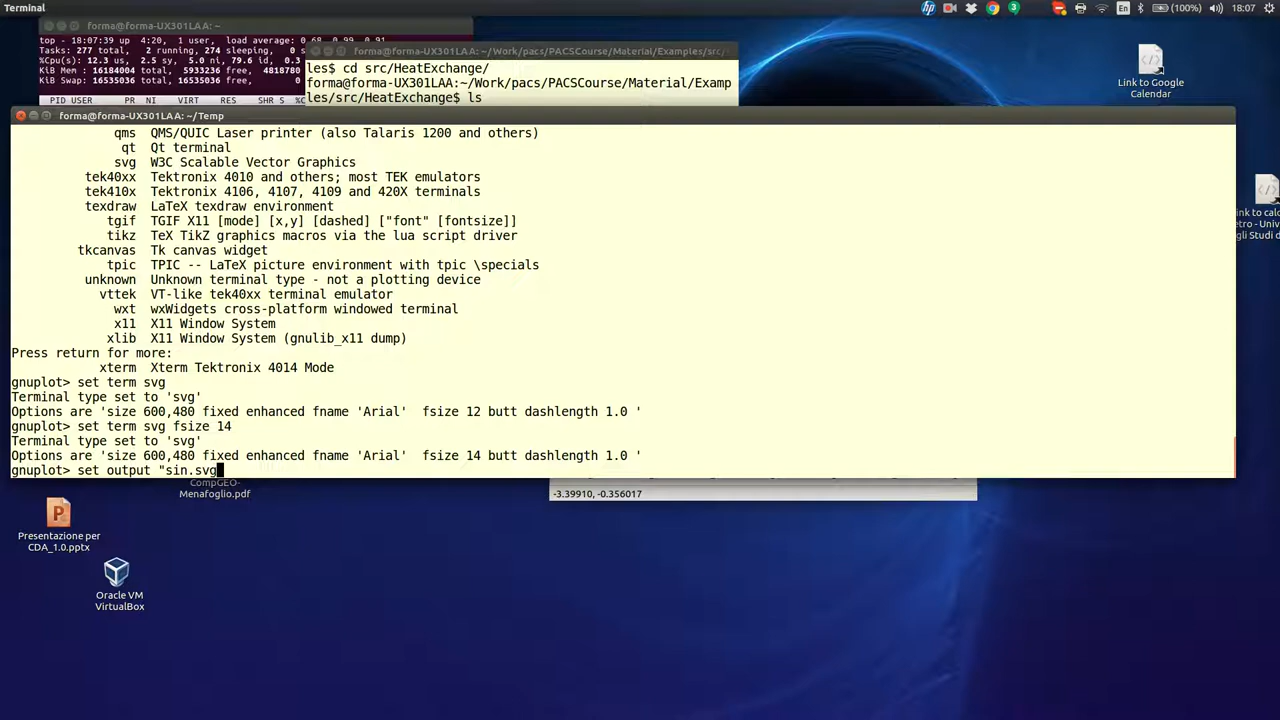 Terminal
(100%)
18:07
En
3
forma@forma-UX301LAA: ~
top - 18:07:39 up 4:20, 1 user, load average: 0.68, 0.99, 0.91
Tasks: 277 total, 2 running, 274 sleeping, 0 s
%Cpu(s): 12.3 us, 2.5 sy, 5.0 ni, 79.6 id, 0.
KiB Mem : 16184004 total, 5933236 free, 4818780
KiB Swap: 16535036 total, 16535036 free,
PID USER PR NI VIRT RES SHR S %C
forma@forma-UX301LAA: ~/Work/pacs/PACSCourse/Material/Examples/src/
les$ cd src/HeatExchange/
forma@forma-UX301LAA:~/Work/pacs/PACSCourse/Material/Examp
les/src/HeatExchange$ ls
Link to Google
Calendar
forma@forma-UX301LAA: ~/Temp
qms QMS/QUIC Laser printer (also Talaris 1200 and others)
qt Qt terminal
svg W3C Scalable Vector Graphics
tek40xx Tektronix 4010 and others; most TEK emulators
tek410x Tektronix 4106, 4107, 4109 and 420X terminals
texdraw LaTeX texdraw environment
tgif TGIF X11 [mode] [x,y] [dashed] ["font" [fontsize]]
tikz TeX TikZ graphics macros via the lua script driver
tkcanvas Tk canvas widget
tpic TPIC -- LaTeX picture environment with tpic \specials
unknown Unknown terminal type - not a plotting device
vttek VT-like tek40xx terminal emulator
wxt wxWidgets cross-platform windowed terminal
x11 X11 Window System
xlib X11 Window System (gnulib_x11 dump)
Press return for more:
xterm Xterm Tektronix 4014 Mode
gnuplot> set term svg
Terminal type set to 'svg'
Options are 'size 600,480 fixed enhanced fname 'Arial' fsize 12 butt dashlength 1.0 '
gnuplot> set term svg fsize 14
Terminal type set to 'svg'
Options are 'size 600,480 fixed enhanced fname 'Arial' fsize 14 butt dashlength 1.0 '
gnuplot> set output "sin.svg
ink to calc
etro - Univ
gli Studi d
CompGEO-
Menafoglio.pdf
-3.39910, -0.356017
Presentazione per
CDA_1.0.pptx
Oracle VM
VirtualBox